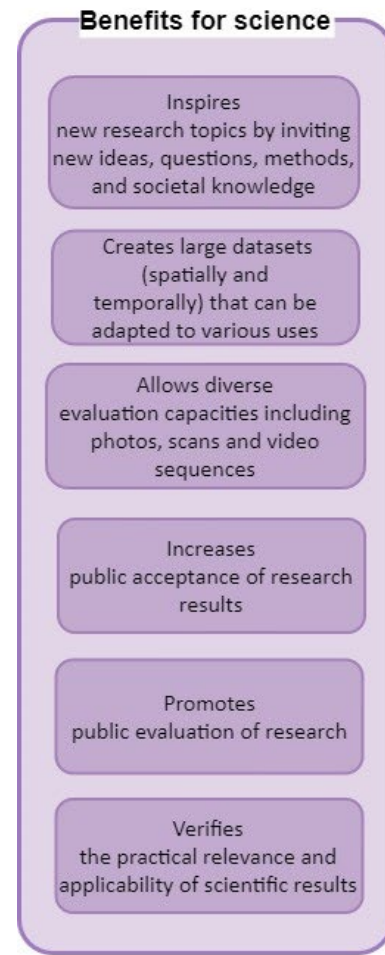 Benefits for science
Inspires
new research topics by inviting
new ideas, questions, methods,
and societal knowledge
Creates large datasets
(spatially and
temporally) that can be
adapted to various uses
Allows diverse
evaluation capacities including
photos, scans and video
sequences
Increases
public acceptance of research
results
Promotes
public evaluation of research
Verifies
the practical relevance and
applicability of scientific results